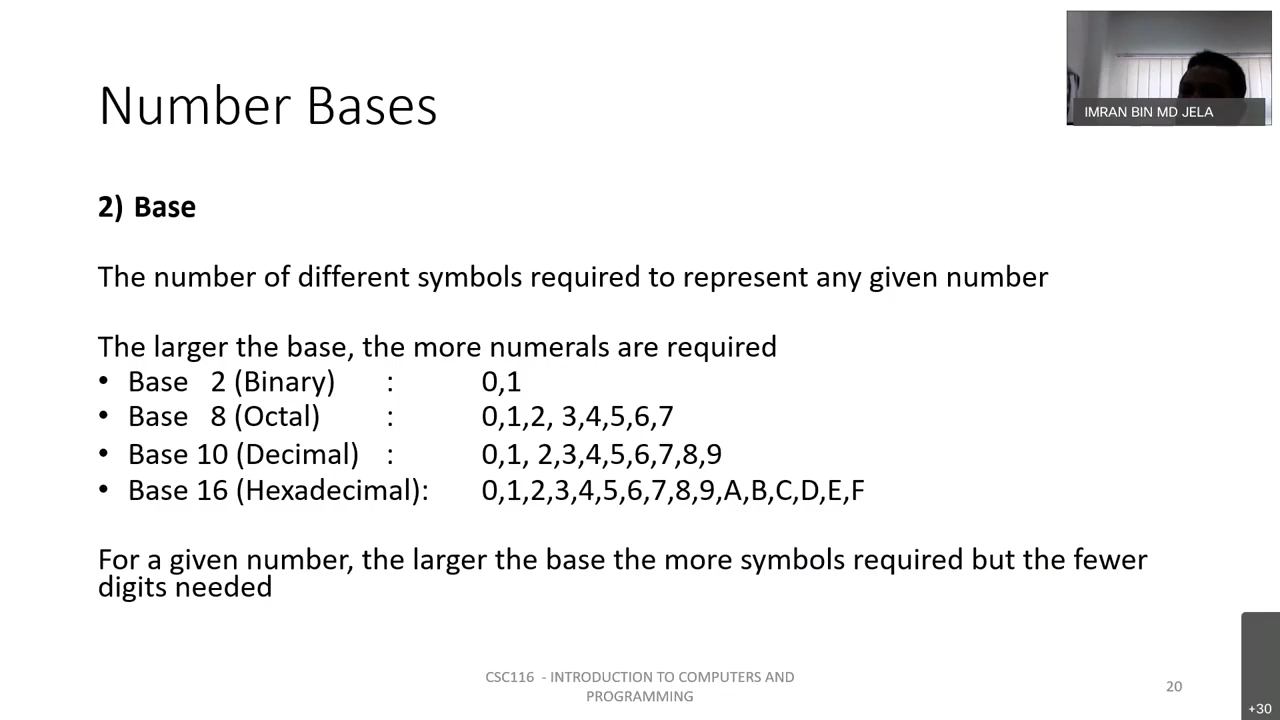 Number Bases
IMRAN BIN MD JELA
2) Base
The number of different symbols required to represent any given number
The larger the base, the more numerals are required
• Base 2 (Binary) : 0,1
• Base 8 (Octal) : 0,1,2, 3,4,5,6,7
• Base 10 (Decimal) : 0,1, 2,3,4,5,6,7,8,9
• Base 16 (Hexadecimal): 0,1,2,3,4,5,6,7,8,9,A,B,C,D,E,F
For a given number, the larger the base the more symbols required but the fewer
digits needed
CSC116 - INTRODUCTION TO COMPUTERS AND
PROGRAMMING
20
+30